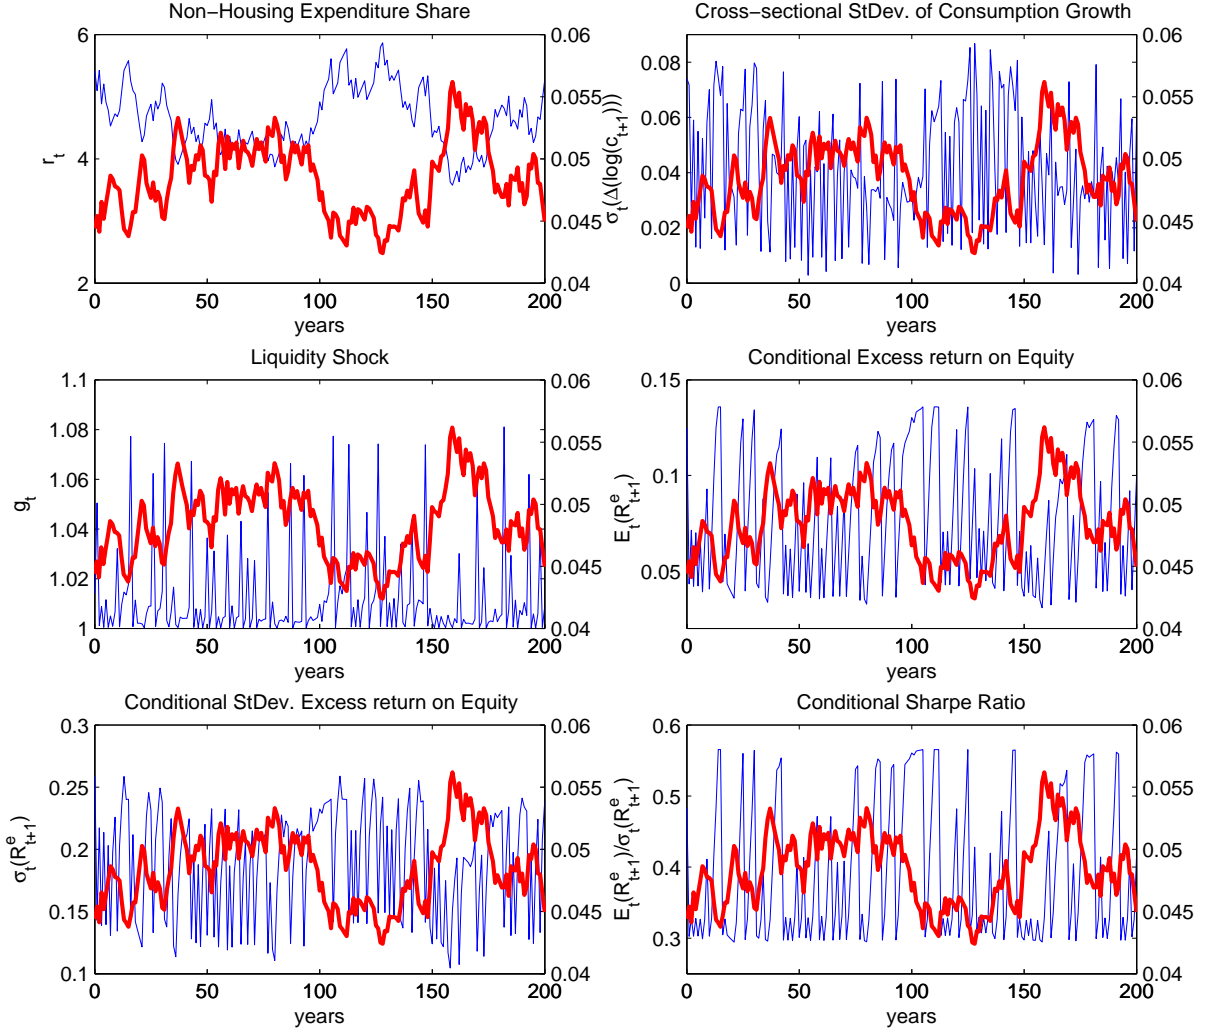 Non−Housing Expenditure Share
6
4
2
r_t
0.06
0.055
0.05
0.045
0.04
0 50 100 150 200
years
Cross−sectional StDev. of Consumption Growth
0.08
0.06
0.04
0.02
0
σ_t(Δ(log(c_{t+1})))
0.06
0.055
0.05
0.045
0.04
0 50 100 150 200
years
Liquidity Shock
1.1
1.08
1.06
1.04
1.02
1
g_t
0.06
0.055
0.05
0.045
0.04
0 50 100 150 200
years
Conditional Excess return on Equity
0.15
0.1
0.05
E_t(R^e_{t+1})
0.06
0.055
0.05
0.045
0.04
0 50 100 150 200
years
Conditional StDev. Excess return on Equity
0.3
0.25
0.2
0.15
0.1
σ_t(R^e_{t+1})
0.06
0.055
0.05
0.045
0.04
0 50 100 150 200
years
Conditional Sharpe Ratio
0.6
0.5
0.4
0.3
E_t(R^e_{t+1})/σ_t(R^e_{t+1})
0.06
0.055
0.05
0.045
0.04
0 50 100 150 200
years